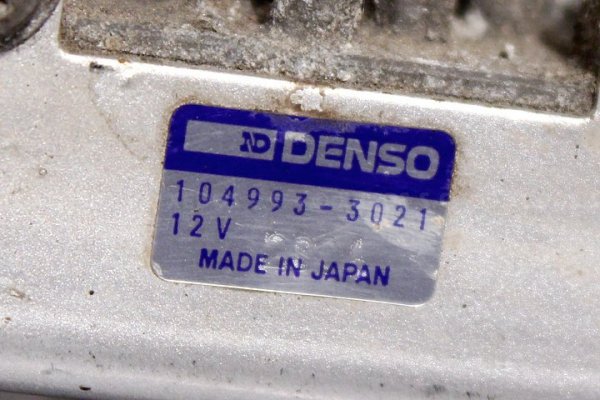 ND DENSO
104993-3021
12V
MADE IN JAPAN